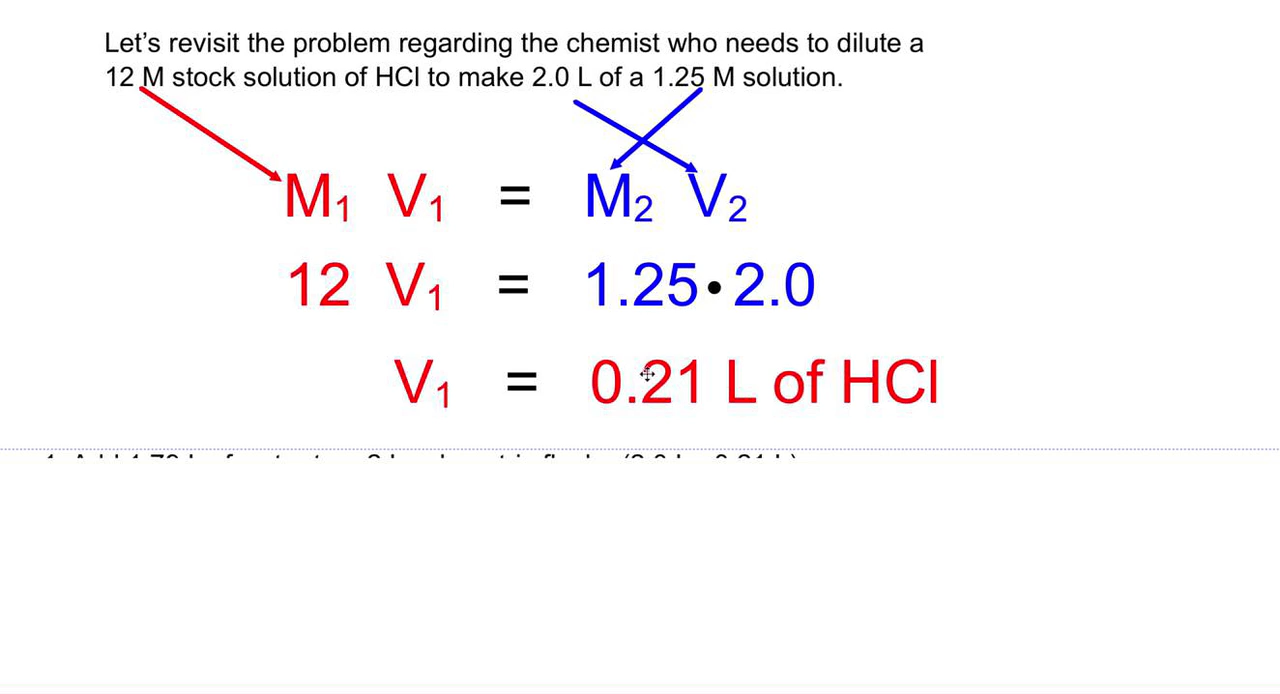 Let’s revisit the problem regarding the chemist who needs to dilute a
12 M stock solution of HCl to make 2.0 L of a 1.25 M solution.
M₁ V₁ = M₂ V₂
12 V₁ = 1.25•2.0
V₁ = 0.21 L of HCl